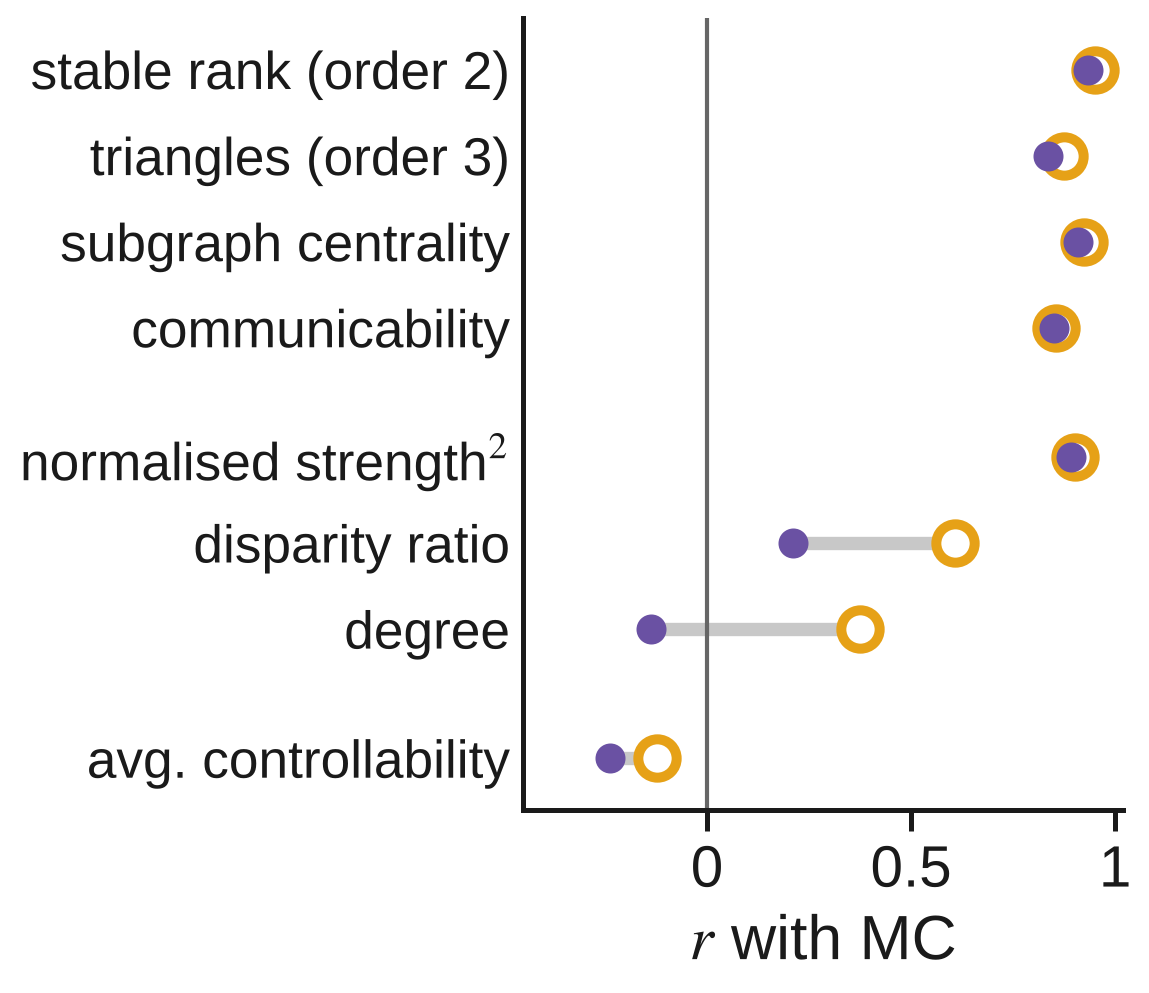 stable rank (order 2)
triangles (order 3)
subgraph centrality
communicability
normalised strength²
disparity ratio
degree
avg. controllability
0 0.5 1
r with MC